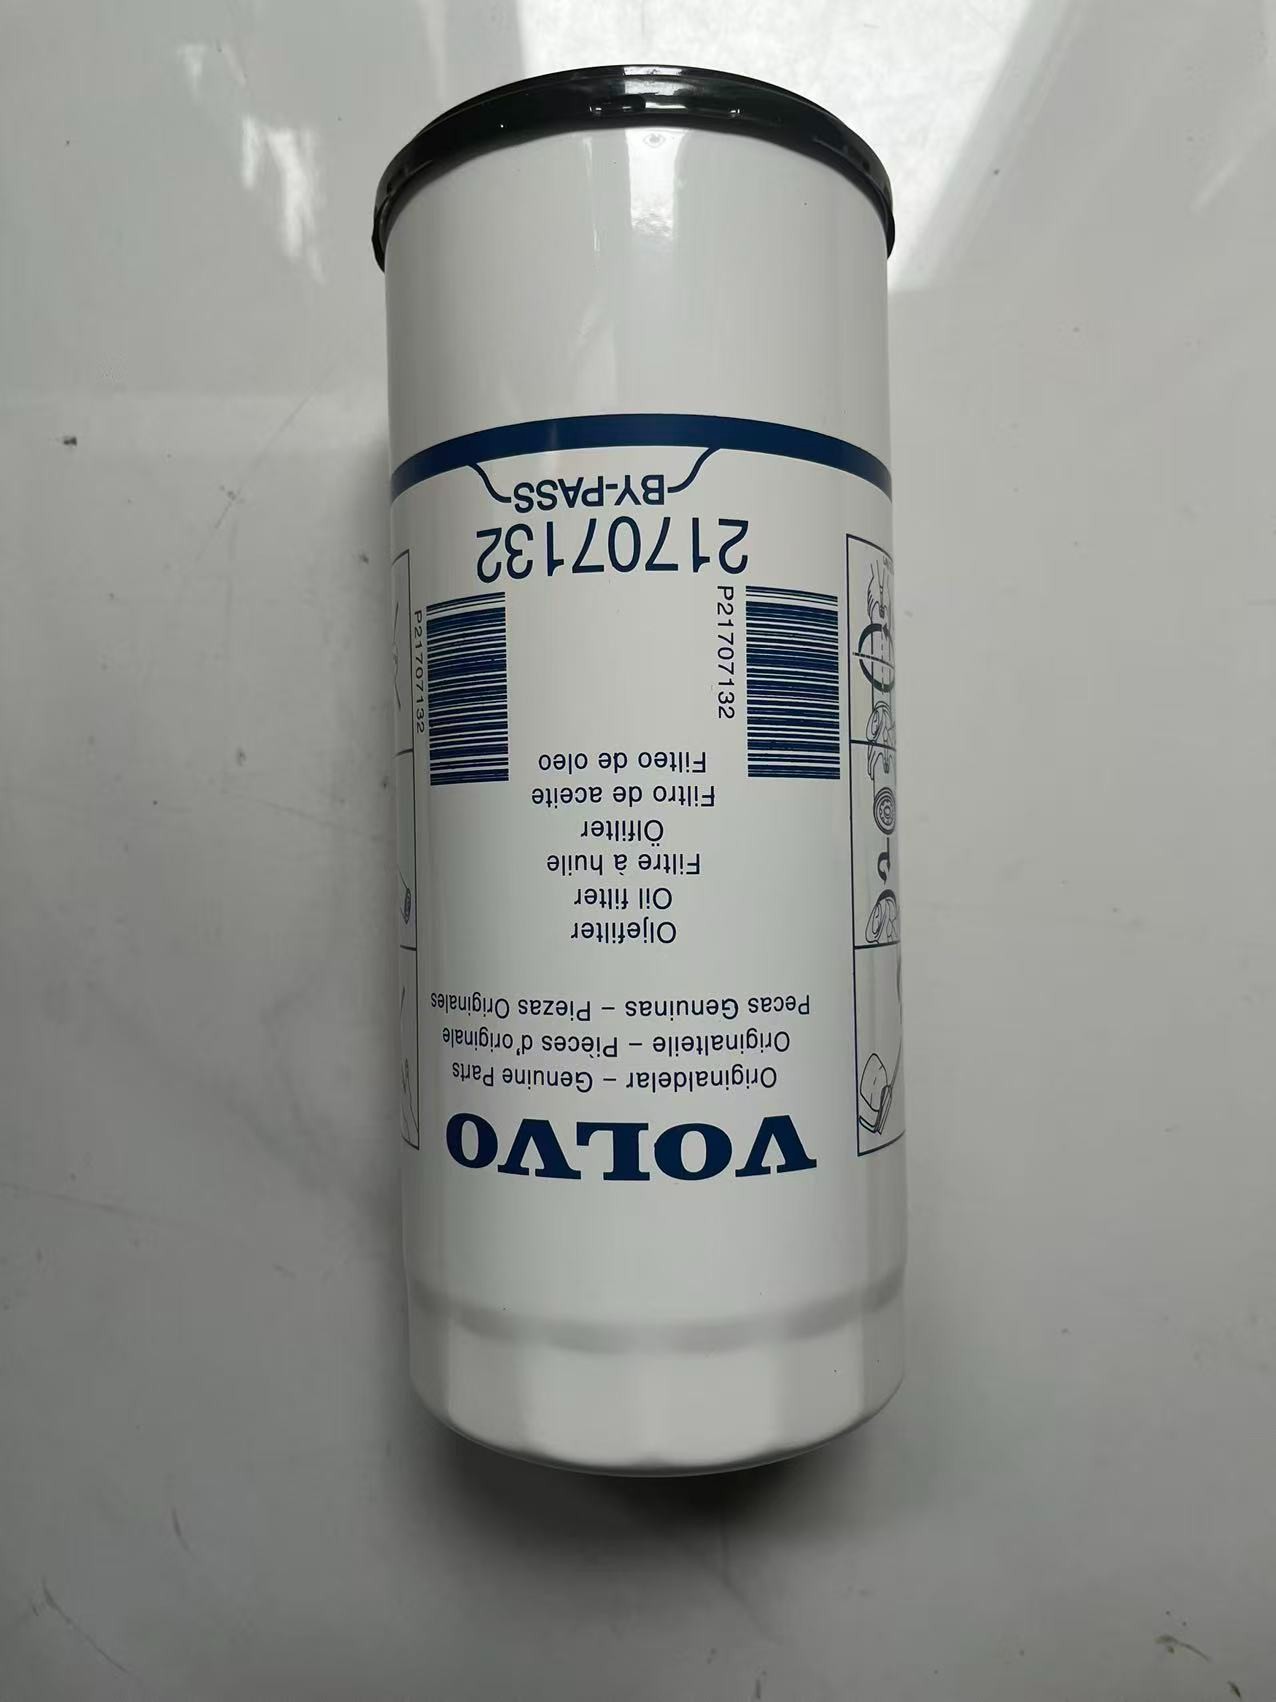 VOLVO
Originaldelar – Genuine Parts
Originalteile – Pièces d'originale
Pecas Genuinas – Piezas Originales
Oljefilter
Oil filter
Filtre à huile
Ölfilter
Filtro de aceite
Filteo de oleo
P21707132
P21707132
21707132
BY-PASS